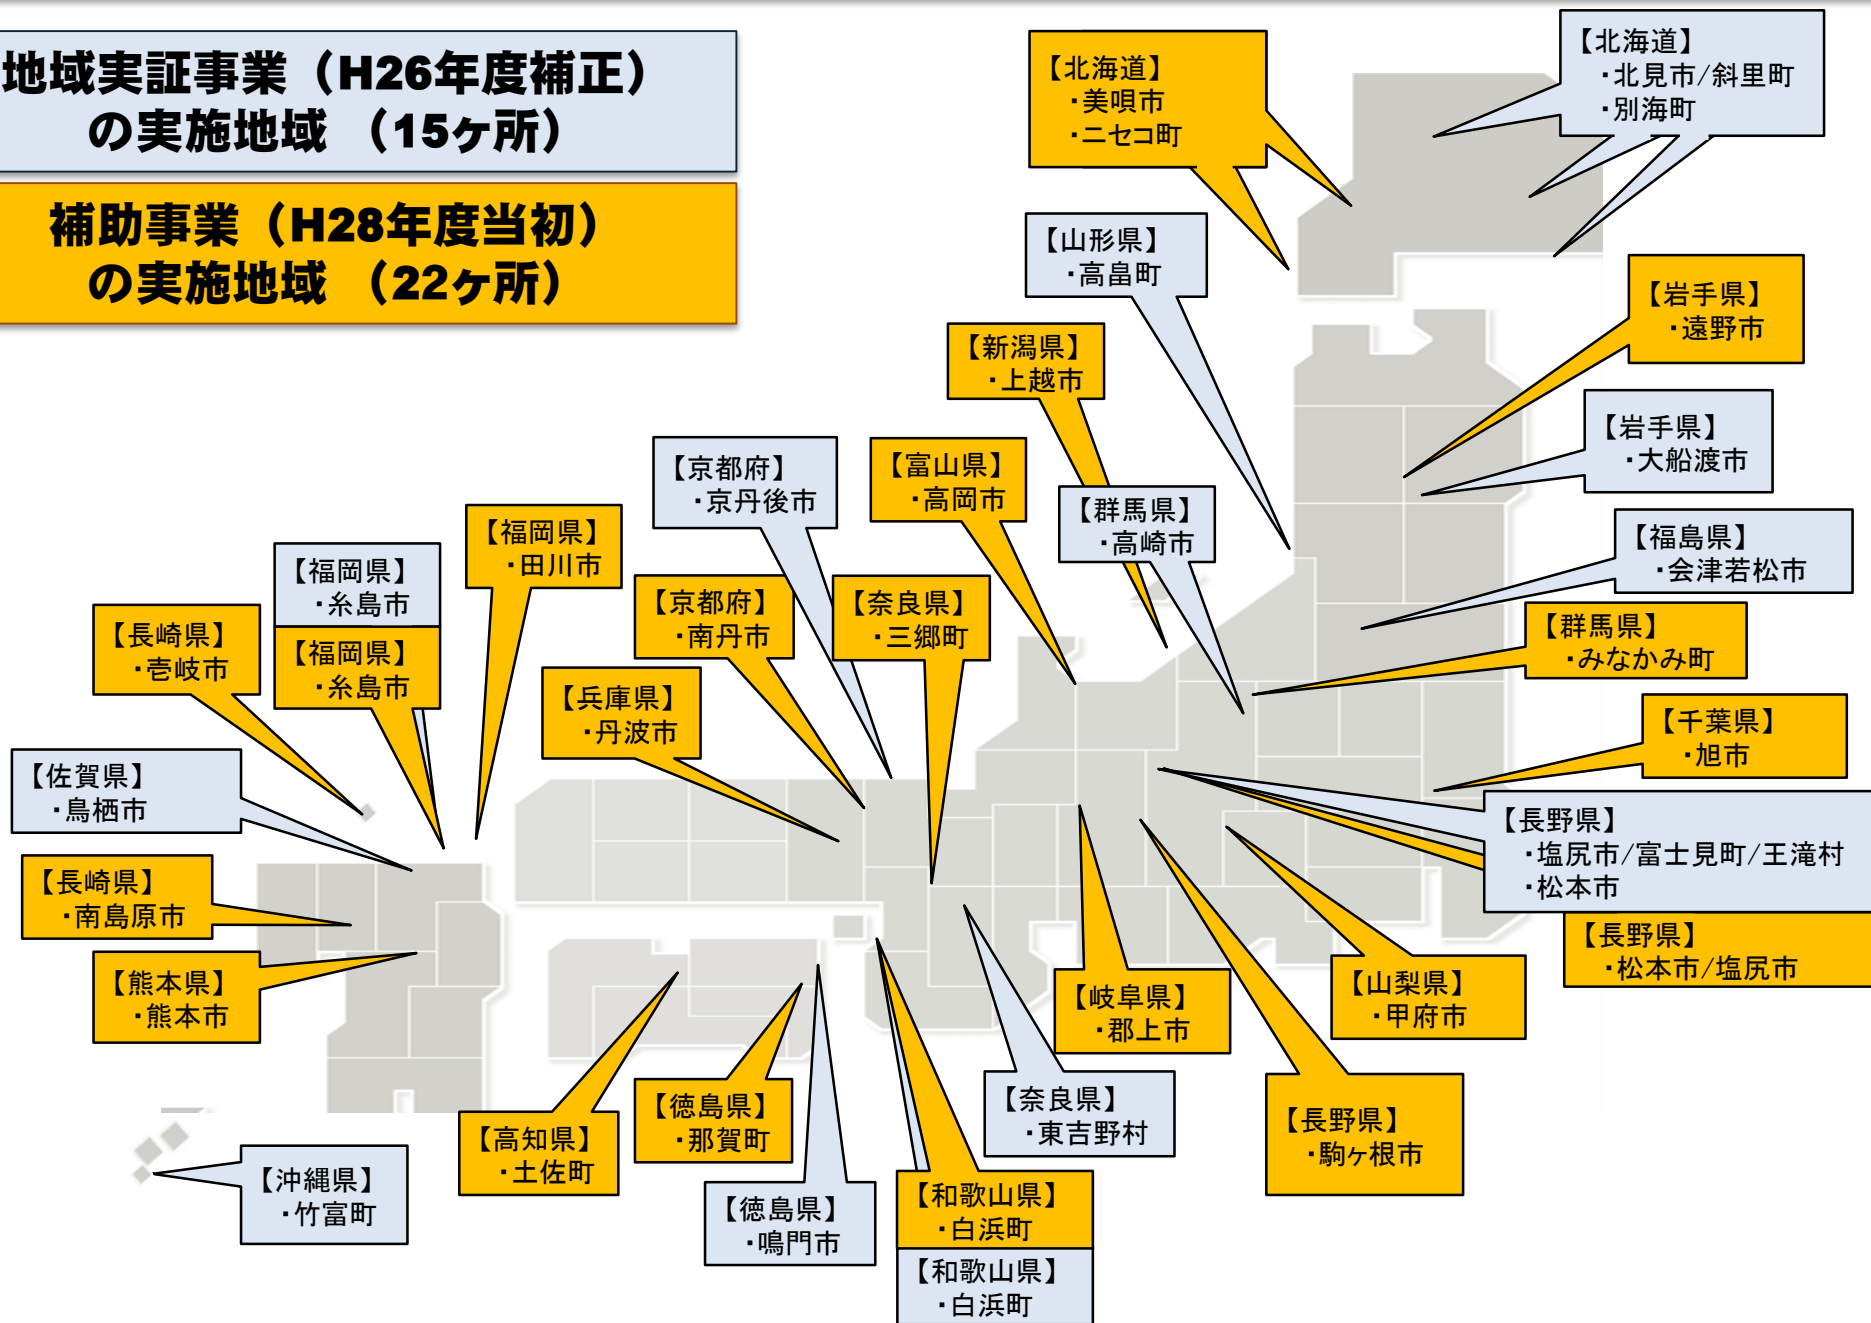 地域実証事業（H26年度補正）
の実施地域 （15ヶ所）
補助事業（H28年度当初）
の実施地域 （22ヶ所）
【北海道】
・美唄市
・ニセコ町
【北海道】
・北見市/斜里町
・別海町
【山形県】
・高畠町
【岩手県】
・遠野市
【新潟県】
・上越市
【岩手県】
・大船渡市
【京都府】
・京丹後市
【富山県】
・高岡市
【群馬県】
・高崎市
【福岡県】
・田川市
【福島県】
・会津若松市
【福岡県】
・糸島市
【福岡県】
・糸島市
【京都府】
・南丹市
【奈良県】
・三郷町
【長崎県】
・壱岐市
【群馬県】
・みなかみ町
【兵庫県】
・丹波市
【千葉県】
・旭市
【佐賀県】
・鳥栖市
【長野県】
・塩尻市/富士見町/王滝村
・松本市
【長野県】
・松本市/塩尻市
【長崎県】
・南島原市
【熊本県】
・熊本市
【岐阜県】
・郡上市
【山梨県】
・甲府市
【奈良県】
・東吉野村
【長野県】
・駒ヶ根市
【徳島県】
・那賀町
【高知県】
・土佐町
【沖縄県】
・竹富町
【徳島県】
・鳴門市
【和歌山県】
・白浜町
【和歌山県】
・白浜町